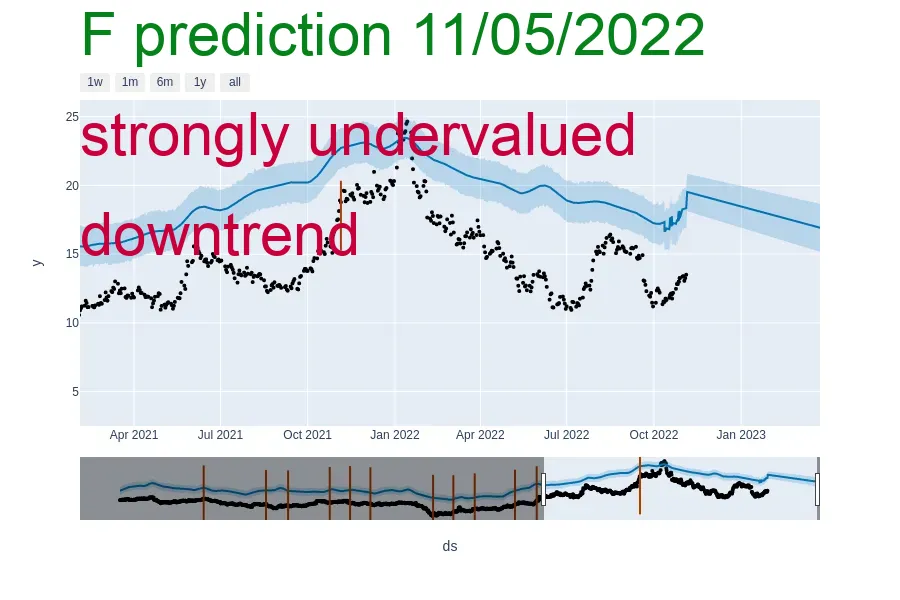 F prediction 11/05/2022
1w 1m 6m 1y all
25
strongly undervalued
20
downtrend
15
y
10
5
Apr 2021 Jul 2021 Oct 2021 Jan 2022 Apr 2022 Jul 2022 Oct 2022 Jan 2023
ds